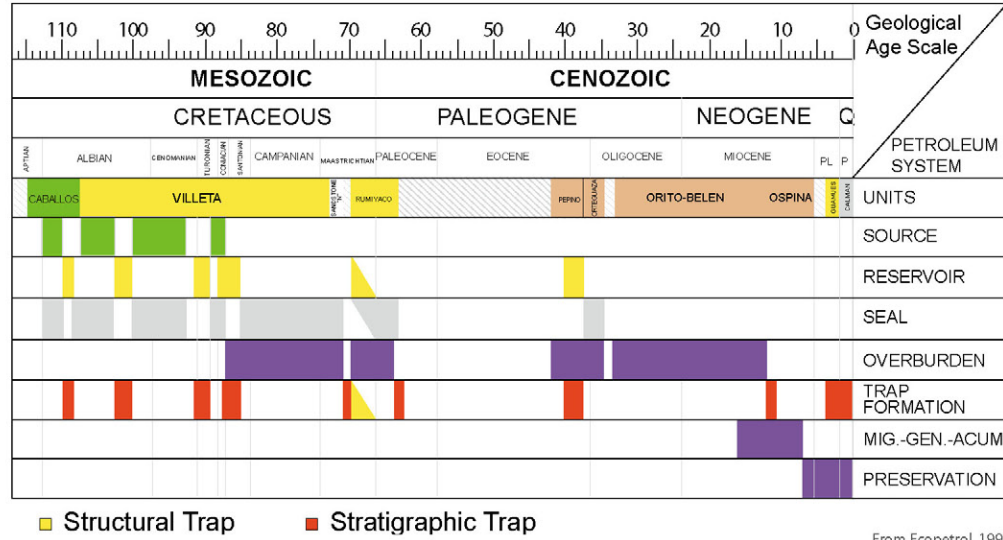 110 100 90 80 70 60 50 40 30 20 10 0
Geological
Age Scale
MESOZOIC CENOZOIC
CRETACEOUS PALEOGENE NEOGENE Q
APTIAN ALBIAN CENOMANIAN TURONIAN CONIACIAN SANTONIAN CAMPANIAN MAASTRICHTIAN PALEOCENE EOCENE OLIGOCENE MIOCENE PL P
PETROLEUM
SYSTEM
CABALLOS VILLETA RUMIYACO PEPINO ORTEGUAZA ORITO-BELEN OSPINA CAIMAN UNITS
SOURCE
RESERVOIR
SEAL
OVERBURDEN
TRAP
FORMATION
MIG.-GEN.-ACUM
PRESERVATION
Structural Trap Stratigraphic Trap